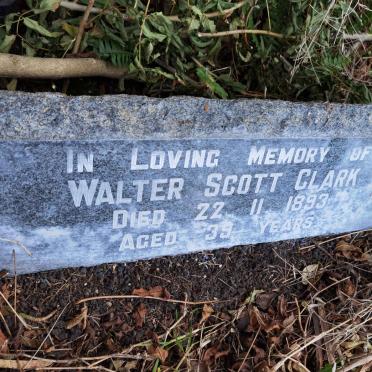 IN LOVING MEMORY OF
WALTER SCOTT CLARK
DIED 22 11 1893
AGED 39 YEARS